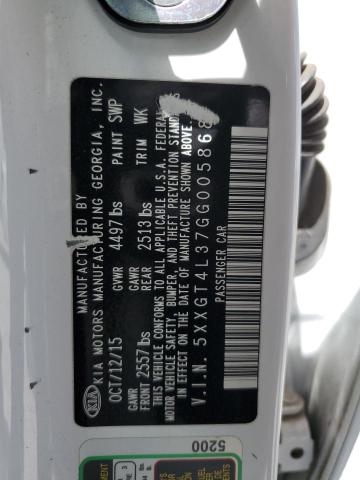 MANUFACTURED BY
KIA KIA MOTORS MANUFACTURING GEORGIA, INC.
OCT/12/15 GVWR 4497 lbs PAINT SWP
GAWR FRONT 2557 lbs GAWR REAR 2513 lbs TRIM WK
THIS VEHICLE CONFORMS TO ALL APPLICABLE U.S.A. FEDERAL
MOTOR VEHICLE SAFETY, BUMPER, AND THEFT PREVENTION
IN EFFECT ON THE DATE OF MANUFACTURE SHOWN ABOVE.
V.I.N. 5XXGT4L37GG005868
PASSENGER CAR
5200